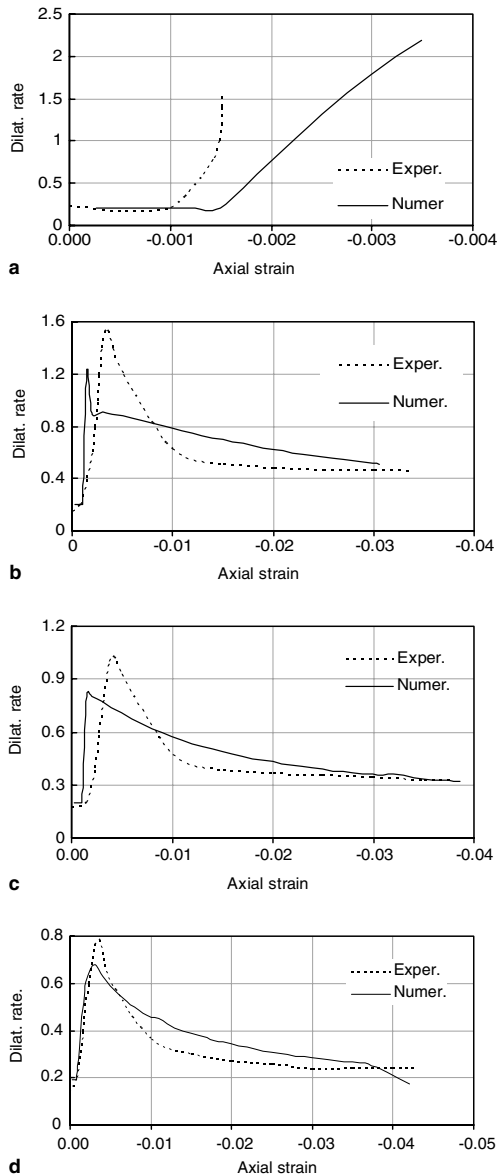 2.5
2
1.5
1
0.5
0
Dilat. rate
Exper.
Numer
0.000 -0.001 -0.002 -0.003 -0.004
a
Axial strain
1.6
1.2
0.8
0.4
0
Dilat. rate
Exper.
Numer.
0 -0.01 -0.02 -0.03 -0.04
b
Axial strain
1.2
0.9
0.6
0.3
0
Dilat. rate
Exper.
Numer.
0.00 -0.01 -0.02 -0.03 -0.04
c
Axial strain
0.8
0.6
0.4
0.2
0
Dilat. rate.
Exper.
Numer.
0.00 -0.01 -0.02 -0.03 -0.04 -0.05
d
Axial strain